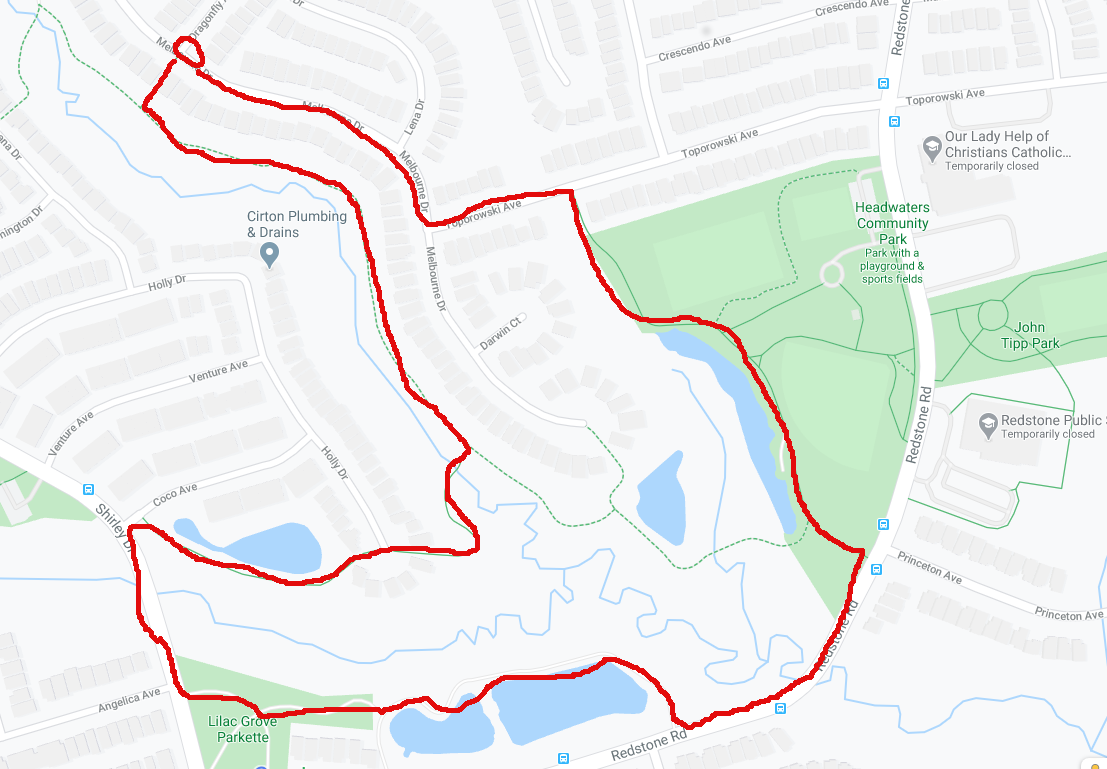 Crescendo Ave
Redstone
Dragonfly
Dr
Crescendo Ave
Toporowski Ave
Melbourne Dr
Lena Dr
Toporowski Ave
Our Lady Help of
Christians Catholic...
Temporarily closed
Melbourne Dr
Toporowski Ave
Headwaters
Community
Park
Park with a
playground &
sports fields
Cirton Plumbing
& Drains
Melbourne Dr
Holly Dr
Darwin Ct
John
Tipp Park
Venture Ave
Venture Ave
Redstone Rd
Redstone Public
Temporarily closed
Holly Dr
Coco Ave
Shirley Dr
Princeton Ave
Princeton Ave
Redstone Rd
Angelica Ave
Lilac Grove
Parkette
Redstone Rd